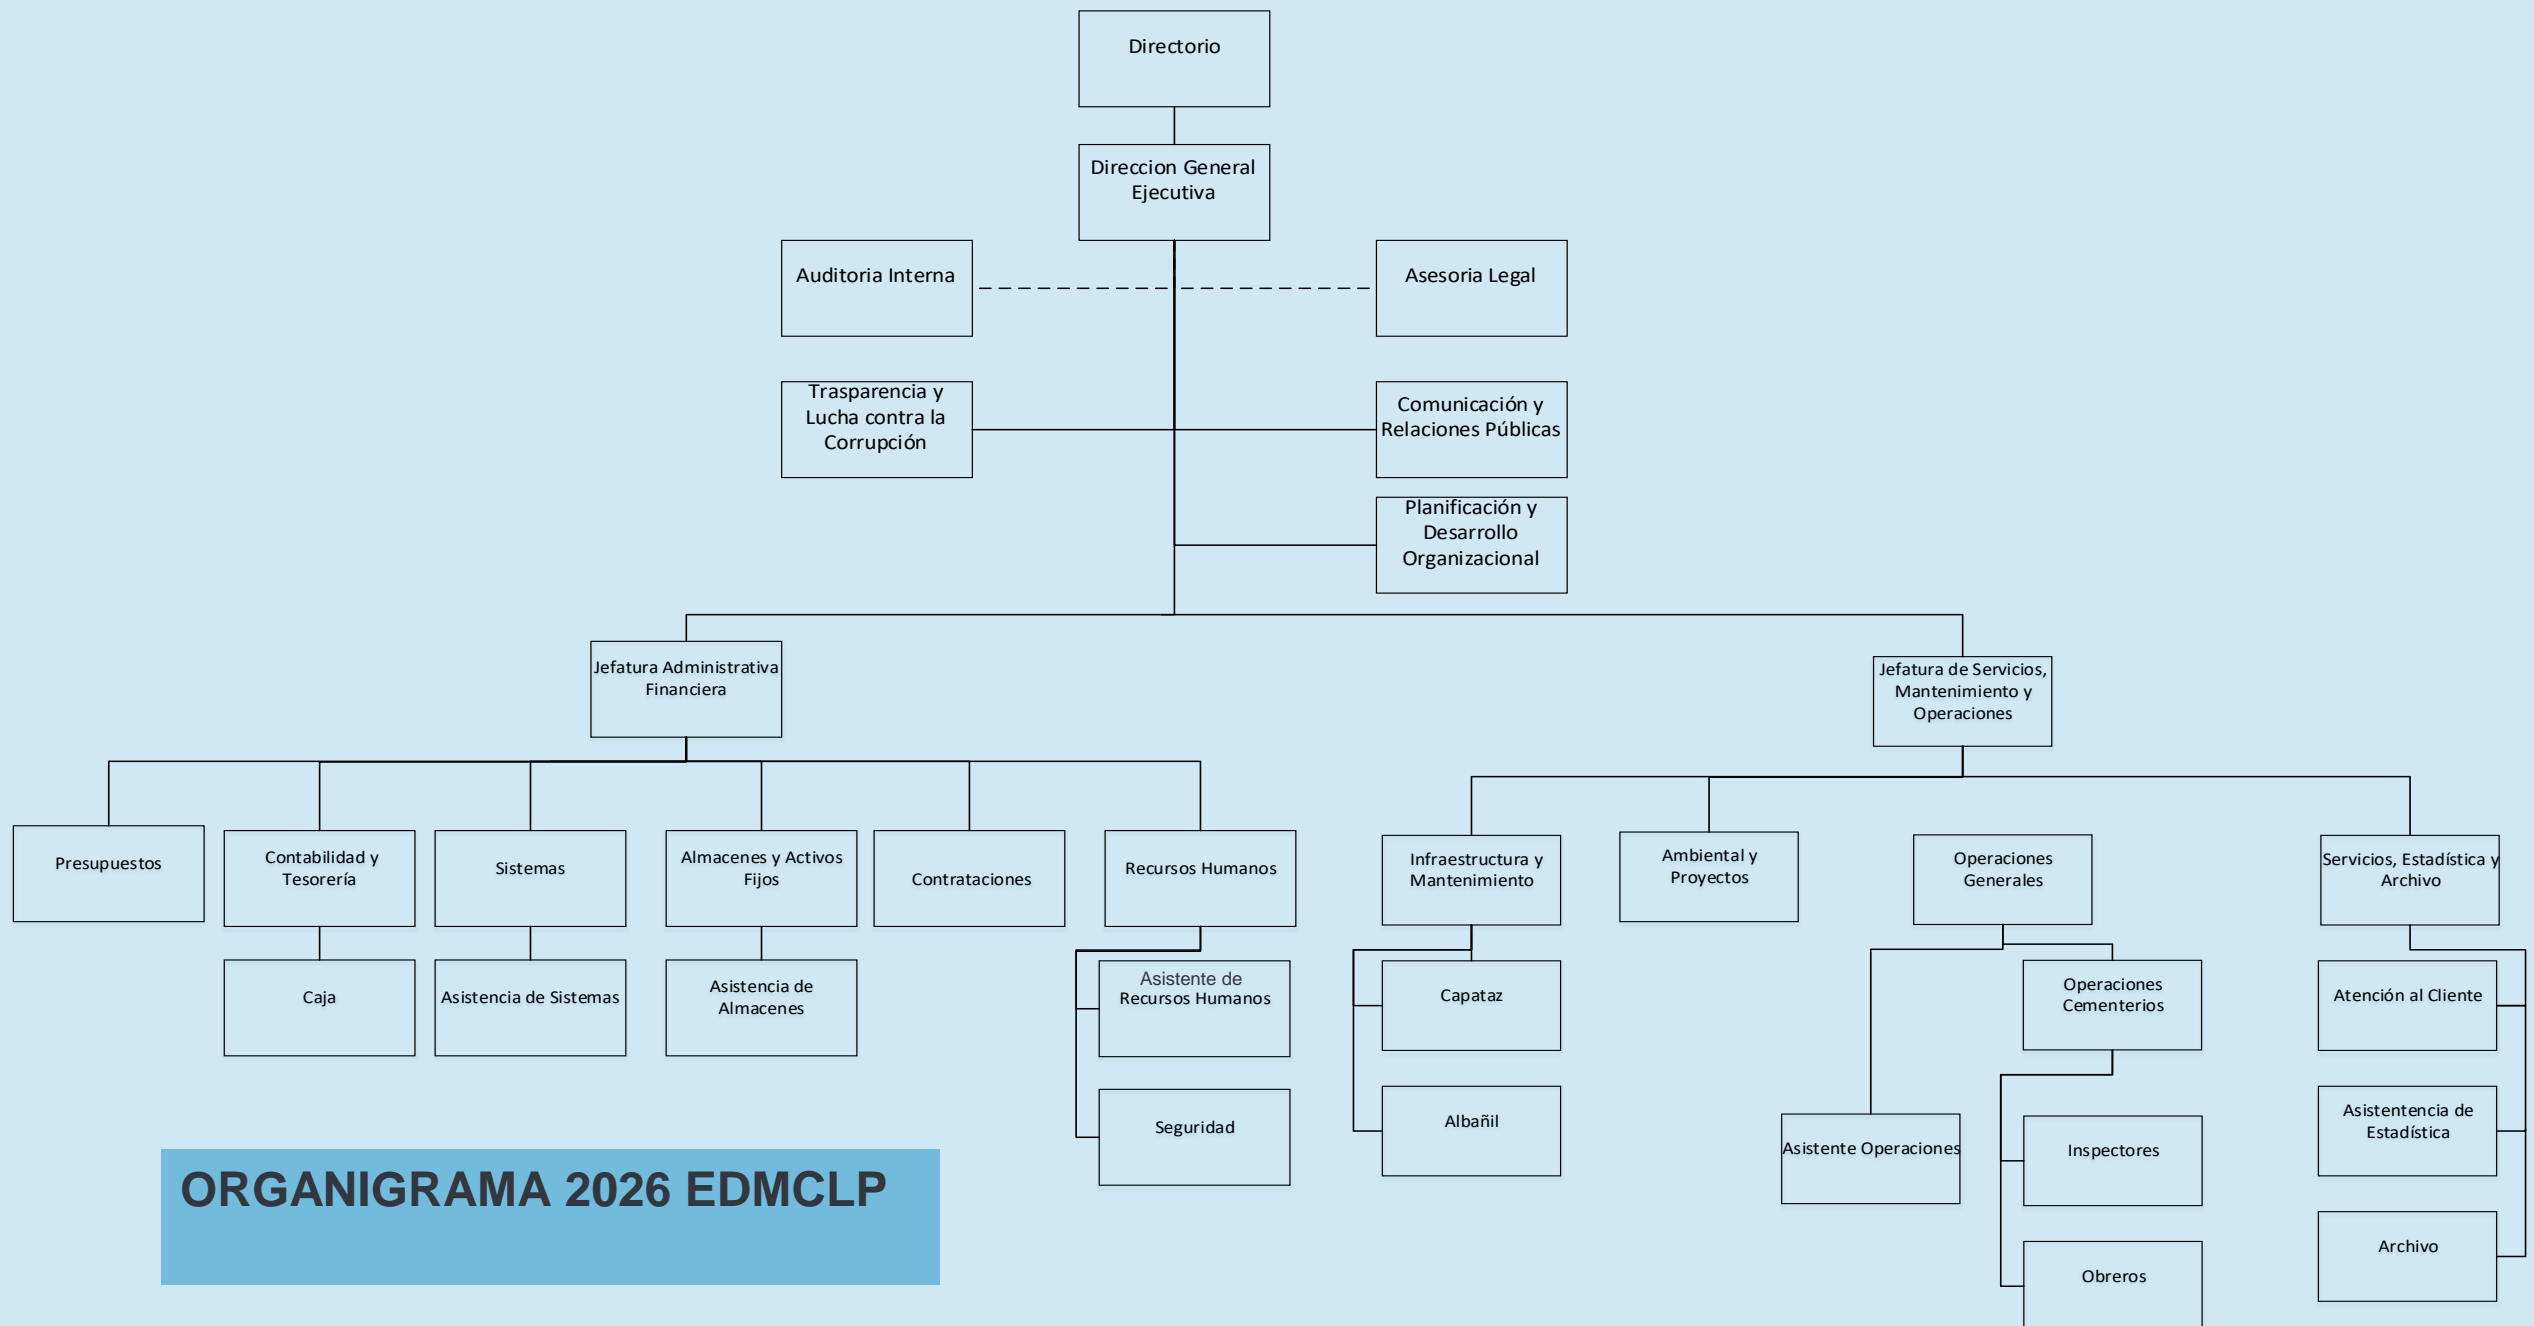 Directorio
Direccion General
Ejecutiva
Auditoria Interna
Asesoria Legal
Trasparencia y
Lucha contra la
Corrupción
Comunicación y
Relaciones Públicas
Planificación y
Desarrollo
Organizacional
Jefatura Administrativa
Financiera
Jefatura de Servicios,
Mantenimiento y
Operaciones
Presupuestos
Contabilidad y
Tesorería
Sistemas
Almacenes y Activos
Fijos
Contrataciones
Recursos Humanos
Infraestructura y
Mantenimiento
Ambiental y
Proyectos
Operaciones
Generales
Servicios, Estadística y
Archivo
Caja
Asistencia de Sistemas
Asistencia de
Almacenes
Asistente de
Recursos Humanos
Capataz
Operaciones
Cementerios
Atención al Cliente
Seguridad
Albañil
Asistente Operaciones
Inspectores
Asistentencia de
Estadística
Obreros
Archivo
ORGANIGRAMA 2026 EDMCLP